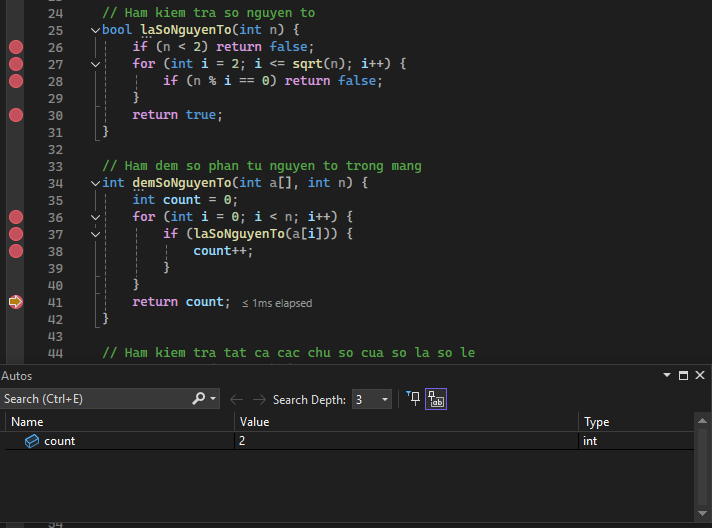 24 // Ham kiem tra so nguyen to
25 bool laSoNguyenTo(int n) {
26 if (n < 2) return false;
27 for (int i = 2; i <= sqrt(n); i++) {
28 if (n % i == 0) return false;
29 }
30 return true;
31 }
32
33 // Ham dem so phan tu nguyen to trong mang
34 int demSoNguyenTo(int a[], int n) {
35 int count = 0;
36 for (int i = 0; i < n; i++) {
37 if (laSoNguyenTo(a[i])) {
38 count++;
39 }
40 }
41 return count; ≤ 1ms elapsed
42 }
43
44 // Ham kiem tra tat ca cac chu so cua so la so le
Autos
Search (Ctrl+E) Search Depth: 3
Name Value Type
count 2 int